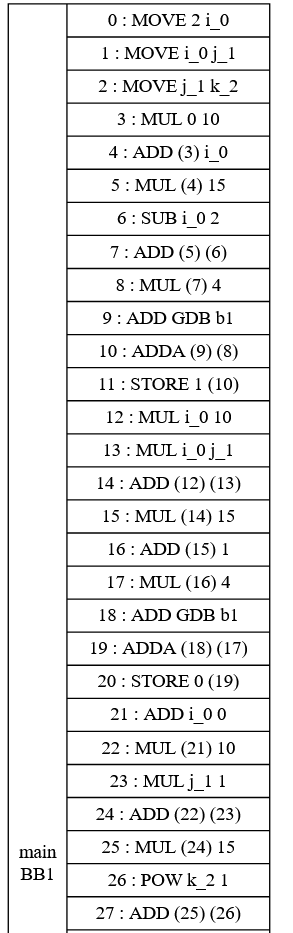 0 : MOVE 2 i_0
1 : MOVE i_0 j_1
2 : MOVE j_1 k_2
3 : MUL 0 10
4 : ADD (3) i_0
5 : MUL (4) 15
6 : SUB i_0 2
7 : ADD (5) (6)
8 : MUL (7) 4
9 : ADD GDB b1
10 : ADDA (9) (8)
11 : STORE 1 (10)
12 : MUL i_0 10
13 : MUL i_0 j_1
14 : ADD (12) (13)
15 : MUL (14) 15
16 : ADD (15) 1
17 : MUL (16) 4
18 : ADD GDB b1
19 : ADDA (18) (17)
20 : STORE 0 (19)
21 : ADD i_0 0
22 : MUL (21) 10
23 : MUL j_1 1
24 : ADD (22) (23)
25 : MUL (24) 15
26 : POW k_2 1
27 : ADD (25) (26)
main
BB1